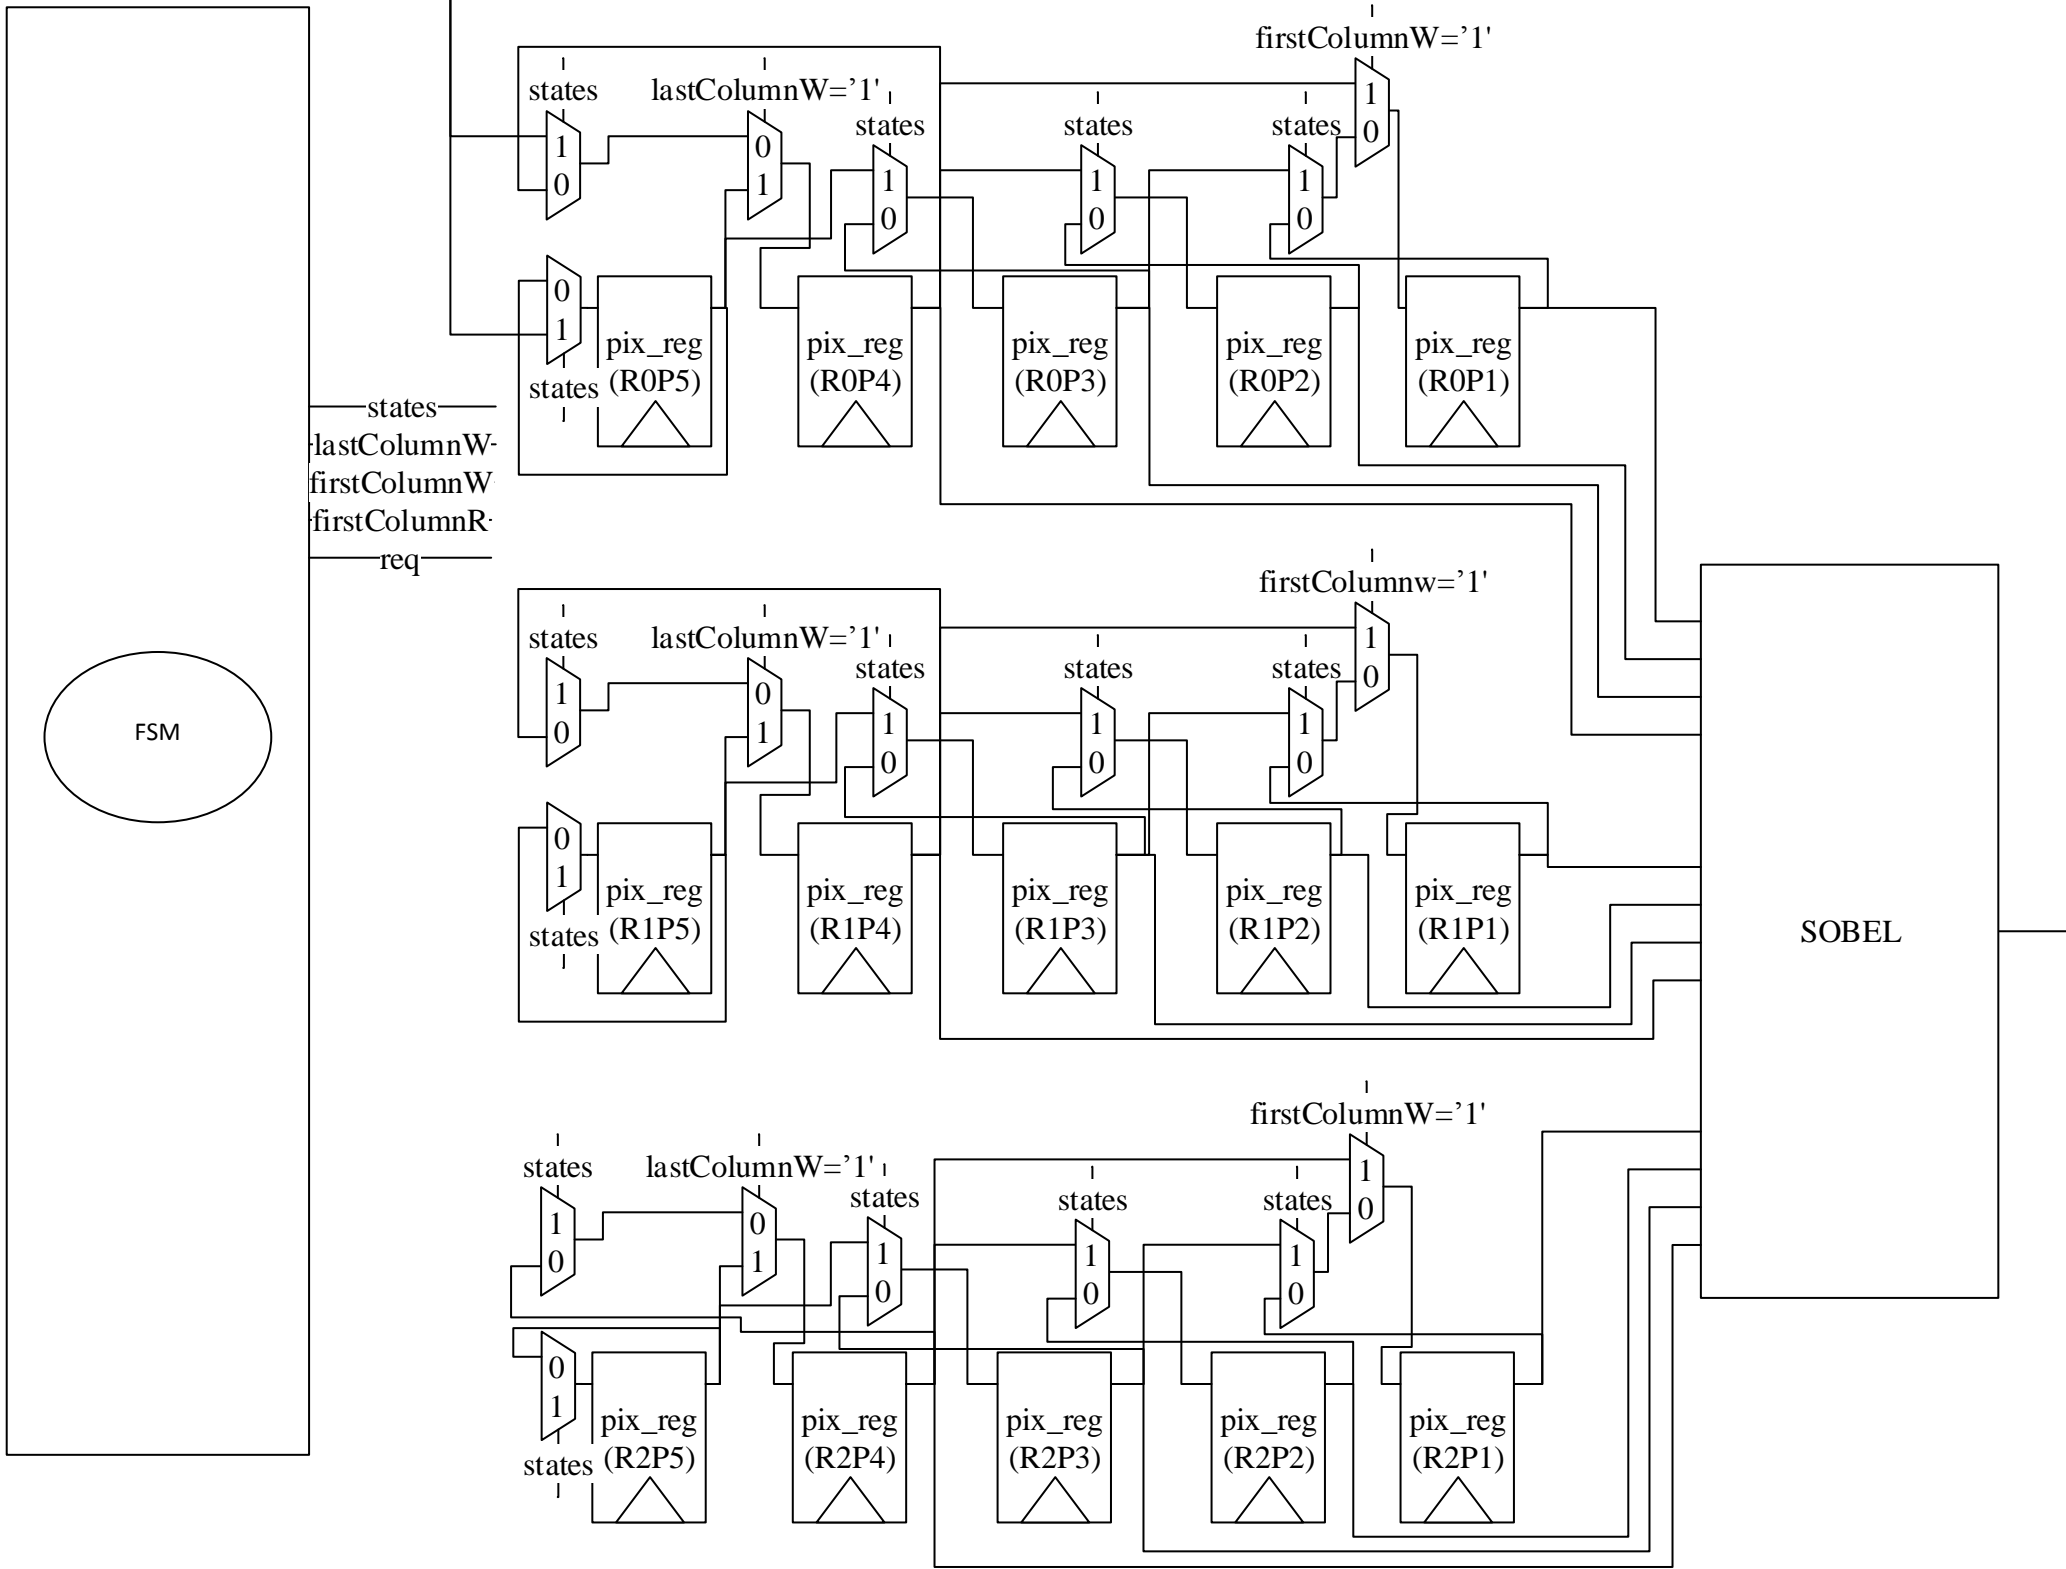 firstColumnW='1'
states
lastColumnW=’1'
states
states
states
1
0
0
1
1
0
1
0
1
0
1
0
0
1
states
pix_reg
(R0P5)
pix_reg
(R0P4)
pix_reg
(R0P3)
pix_reg
(R0P2)
pix_reg
(R0P1)
states
lastColumnW
firstColumnW
firstColumnR
req
firstColumnw=’1'
states
lastColumnW=’1'
states
states
states
1
0
0
1
1
0
1
0
1
0
1
0
0
1
states
pix_reg
(R1P5)
pix_reg
(R1P4)
pix_reg
(R1P3)
pix_reg
(R1P2)
pix_reg
(R1P1)
FSM
SOBEL
firstColumnW=’1'
states
lastColumnW=’1'
states
states
states
1
0
0
1
1
0
1
0
1
0
1
0
0
1
states
pix_reg
(R2P5)
pix_reg
(R2P4)
pix_reg
(R2P3)
pix_reg
(R2P2)
pix_reg
(R2P1)